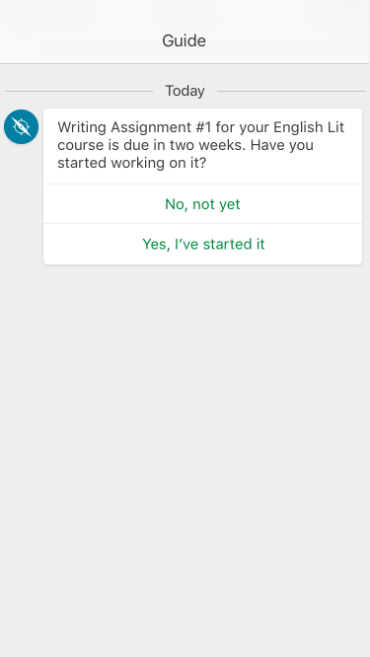 Guide
Today
Writing Assignment #1 for your English Lit
course is due in two weeks. Have you
started working on it?
No, not yet
Yes, I’ve started it